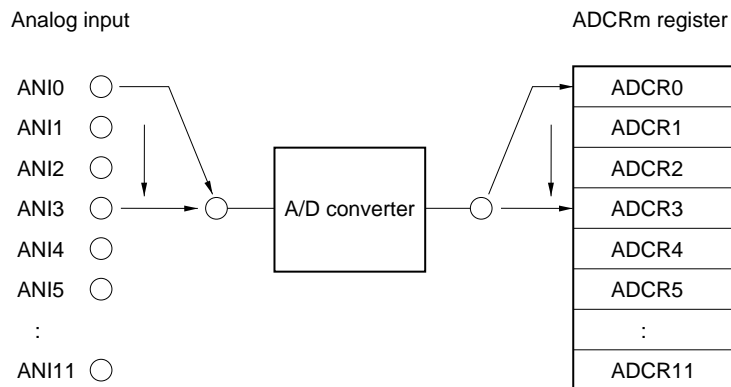 Analog input
ADCRm register
ANI0
ADCR0
ANI1
ADCR1
ANI2
ADCR2
ANI3
A/D converter
ADCR3
ANI4
ADCR4
ANI5
ADCR5
:
:
ANI11
ADCR11